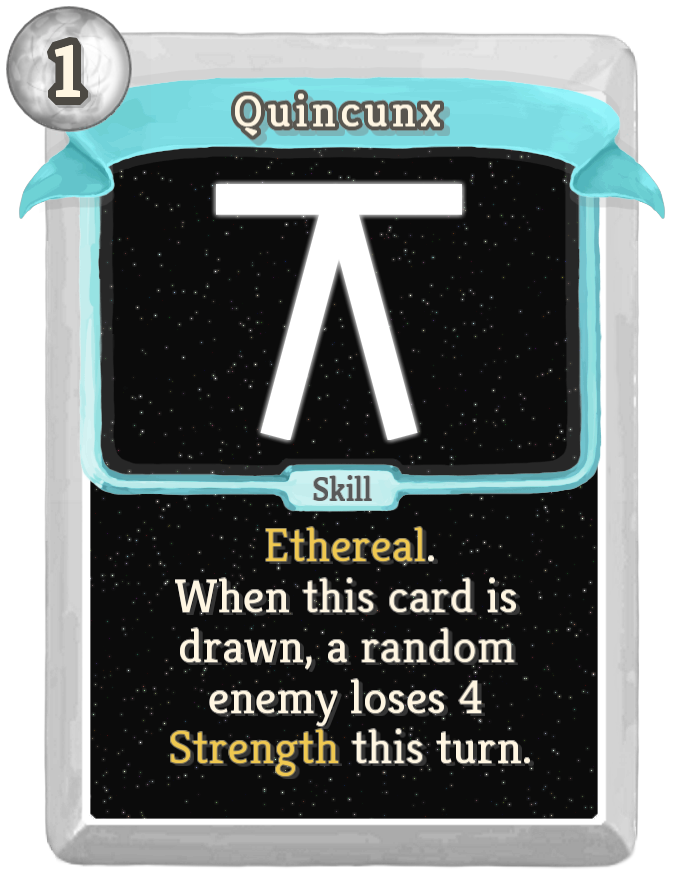 1
Quincunx
Skill
Ethereal.
When this card is
drawn, a random
enemy loses 4
Strength this turn.